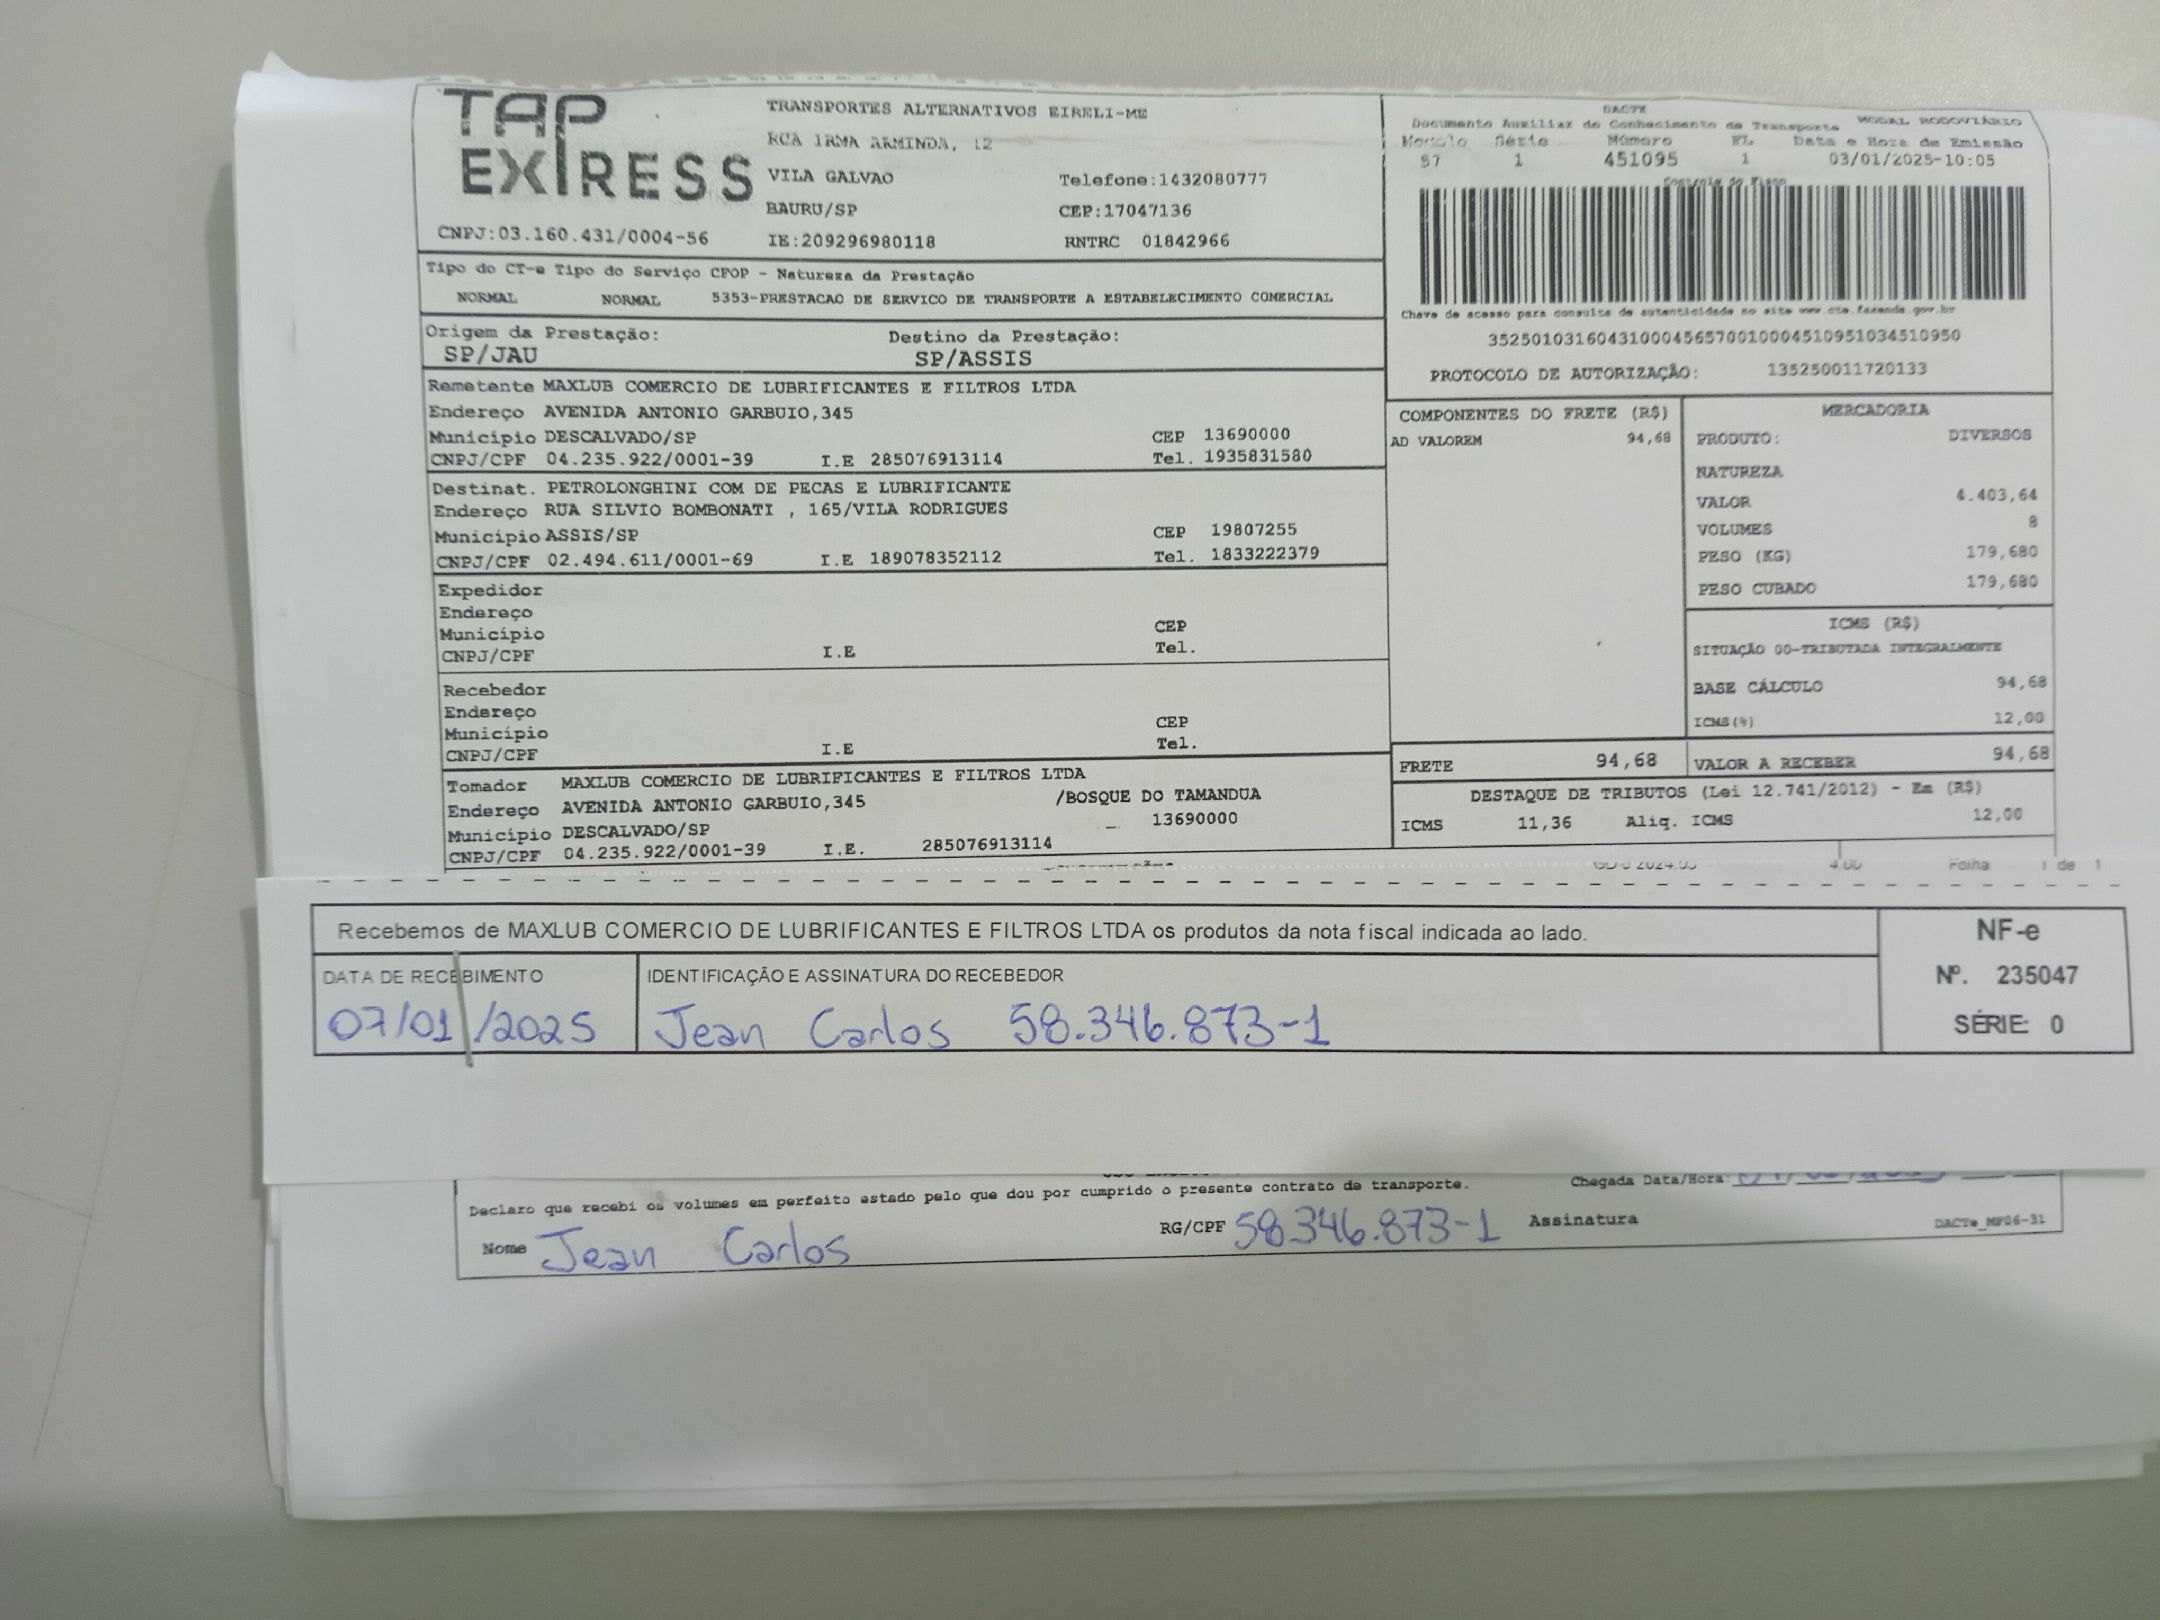 TAP
EXPRESS
CNPJ:03.160.431/0004-56
TRANSPORTES ALTERNATIVOS EIRELI-ME
RCA IRMA ARMINDA, 12
VILA GALVAO Telefone:1432080777
BAURU/SP CEP:17047136
IE:209296980118 RNTRC 01842966
DACTE
Documento Auxiliar do Conhecimento de Transporte MODAL RODOVIÁRIO
Modelo Série Número FL Data e Hora de Emissão
57 1 451095 1 03/01/2025-10:05
Controle do Fisco
Chave de acesso para consulta de autenticidade no site www.cte.fazenda.gov.br
35250103160431000456570010004510951034510950
PROTOCOLO DE AUTORIZAÇÃO: 135250011720133
Tipo do CT-e Tipo do Serviço CFOP - Natureza da Prestação
NORMAL NORMAL 5353-PRESTACAO DE SERVICO DE TRANSPORTE A ESTABELECIMENTO COMERCIAL
Origem da Prestação: Destino da Prestação:
SP/JAU SP/ASSIS
Remetente MAXLUB COMERCIO DE LUBRIFICANTES E FILTROS LTDA
Endereço AVENIDA ANTONIO GARBUIO,345
Município DESCALVADO/SP CEP 13690000
CNPJ/CPF 04.235.922/0001-39 I.E 285076913114 Tel. 1935831580
Destinat. PETROLONGHINI COM DE PECAS E LUBRIFICANTE
Endereço RUA SILVIO BOMBONATI , 165/VILA RODRIGUES
Município ASSIS/SP CEP 19807255
CNPJ/CPF 02.494.611/0001-69 I.E 189078352112 Tel. 1833222379
Expedidor
Endereço
Município CEP
CNPJ/CPF I.E Tel.
Recebedor
Endereço
Município CEP
CNPJ/CPF I.E Tel.
Tomador MAXLUB COMERCIO DE LUBRIFICANTES E FILTROS LTDA
Endereço AVENIDA ANTONIO GARBUIO,345 /BOSQUE DO TAMANDUA
Município DESCALVADO/SP 13690000
CNPJ/CPF 04.235.922/0001-39 I.E. 285076913114
COMPONENTES DO FRETE (R$)
AD VALOREM 94,68
MERCADORIA
PRODUTO: DIVERSOS
NATUREZA
VALOR 4.403,64
VOLUMES 8
PESO (KG) 179,680
PESO CUBADO 179,680
ICMS (R$)
SITUAÇÃO 00-TRIBUTADA INTEGRALMENTE
BASE CÁLCULO 94,68
ICMS(%) 12,00
FRETE 94,68 VALOR A RECEBER 94,68
DESTAQUE DE TRIBUTOS (Lei 12.741/2012) - Em (R$)
ICMS 11,36 Aliq. ICMS 12,00
4.00 Folha 1 de 1
Recebemos de MAXLUB COMERCIO DE LUBRIFICANTES E FILTROS LTDA os produtos da nota fiscal indicada ao lado.
DATA DE RECEBIMENTO IDENTIFICAÇÃO E ASSINATURA DO RECEBEDOR
07/01/2025 Jean Carlos 58.346.873-1
NF-e
Nº. 235047
SÉRIE: 0
Declaro que recebi os volumes em perfeito estado pelo que dou por cumprido o presente contrato de transporte. Chegada Data/Hora:
Nome Jean Carlos RG/CPF 58.346.873-1 Assinatura
DACTe_MP06-31